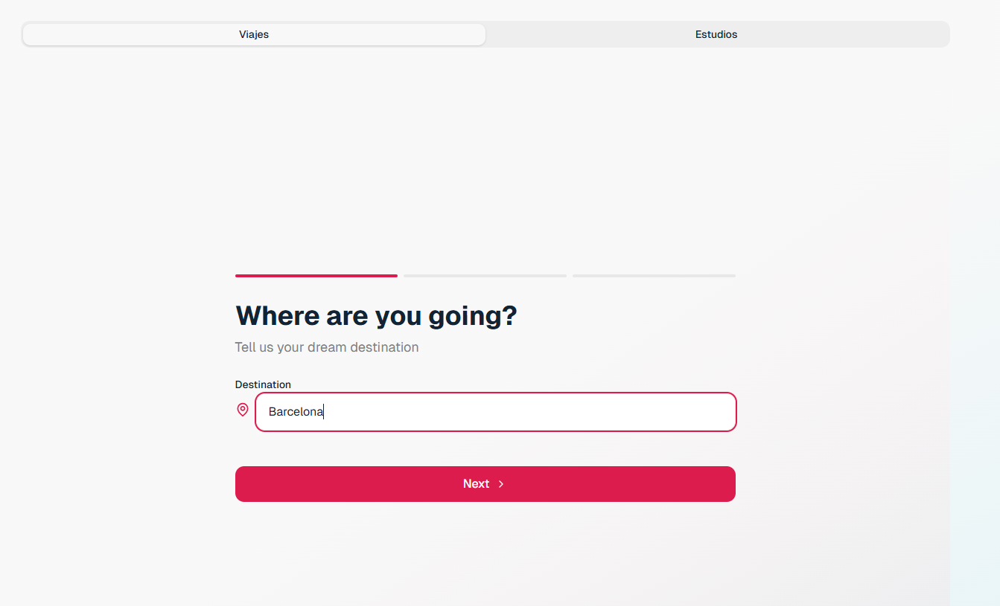 Viajes
Estudios
Where are you going?
Tell us your dream destination
Destination
Barcelona
Next